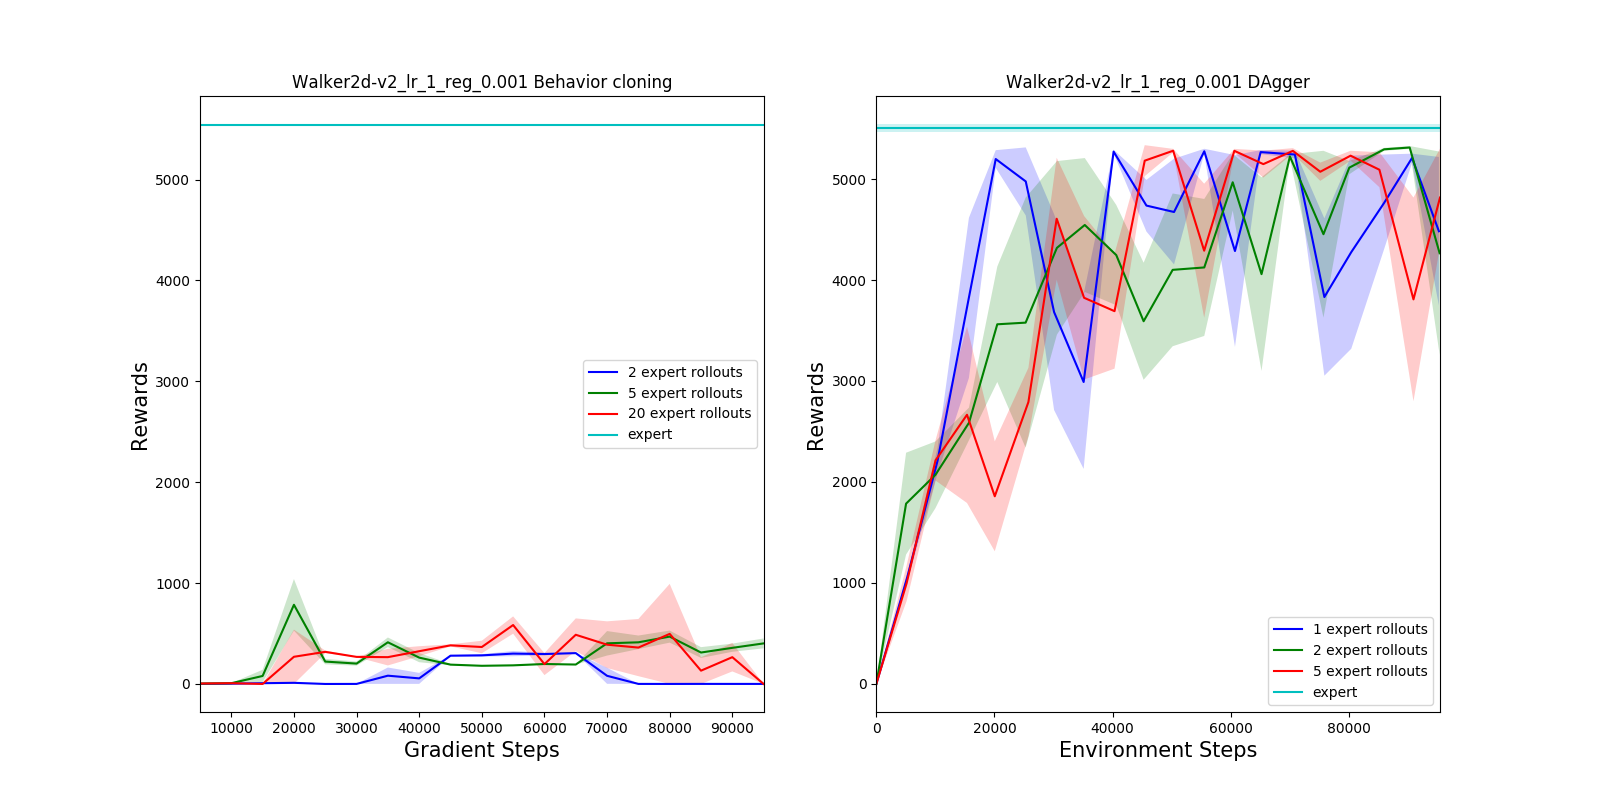 Walker2d-v2_lr_1_reg_0.001 Behavior cloning
Rewards
5000
4000
3000
2000
1000
0
2 expert rollouts
5 expert rollouts
20 expert rollouts
expert
10000 20000 30000 40000 50000 60000 70000 80000 90000
Gradient Steps
Walker2d-v2_lr_1_reg_0.001 DAgger
Rewards
5000
4000
3000
2000
1000
0
1 expert rollouts
2 expert rollouts
5 expert rollouts
expert
0 20000 40000 60000 80000
Environment Steps